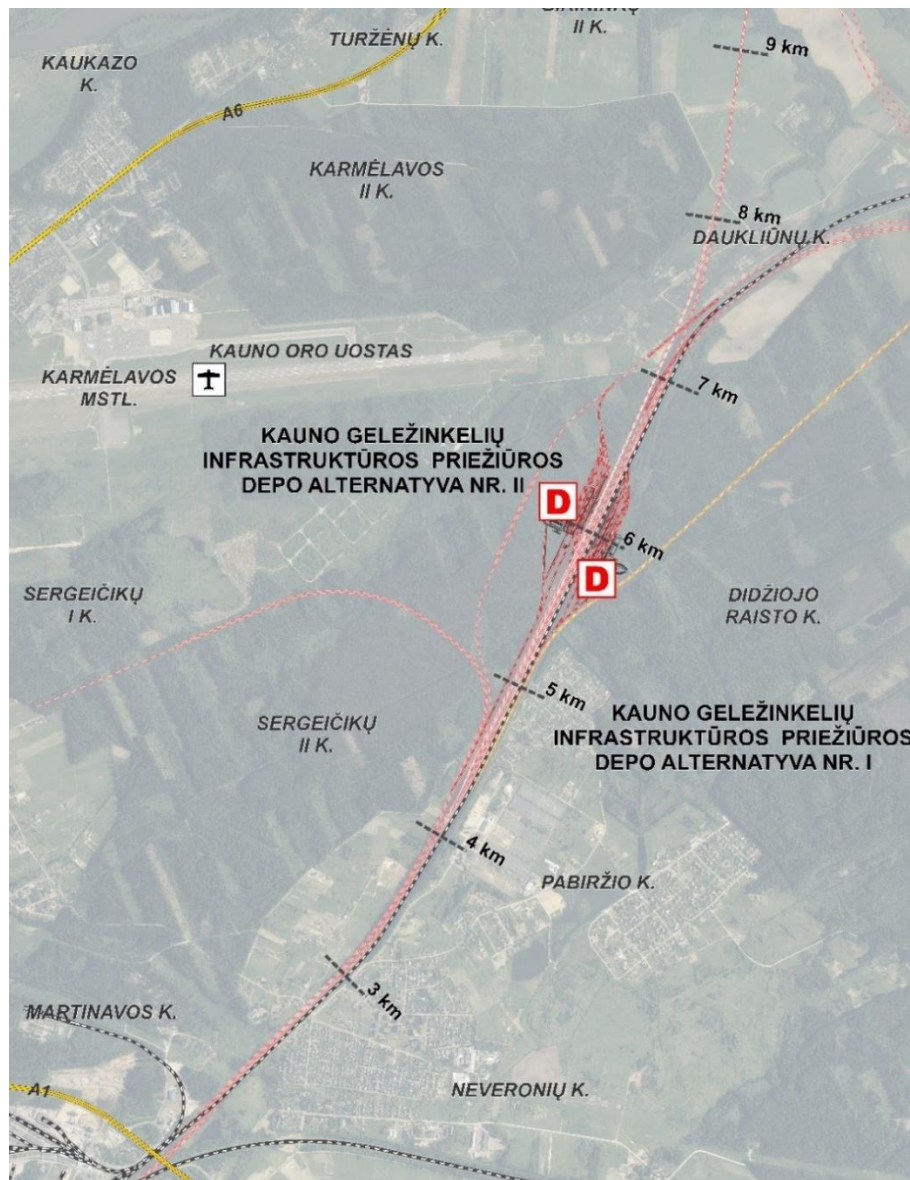 II K.
TURŽĖNŲ K.
9 km
KAUKAZO
K.
A6
KARMĖLAVOS
II K.
8 km
DAUKLIŪNŲ K.
KAUNO ORO UOSTAS
KARMĖLAVOS
MSTL.
7 km
KAUNO GELEŽINKELIŲ
INFRASTRUKTŪROS PRIEŽIŪROS
DEPO ALTERNATYVA NR. II
D
6 km
D
SERGEIČIKŲ
I K.
DIDŽIOJO
RAISTO K.
5 km
KAUNO GELEŽINKELIŲ
INFRASTRUKTŪROS PRIEŽIŪROS
DEPO ALTERNATYVA NR. I
SERGEIČIKŲ
II K.
4 km
PABIRŽIO K.
3 km
MARTINAVOS K.
A1
NEVERONIŲ K.